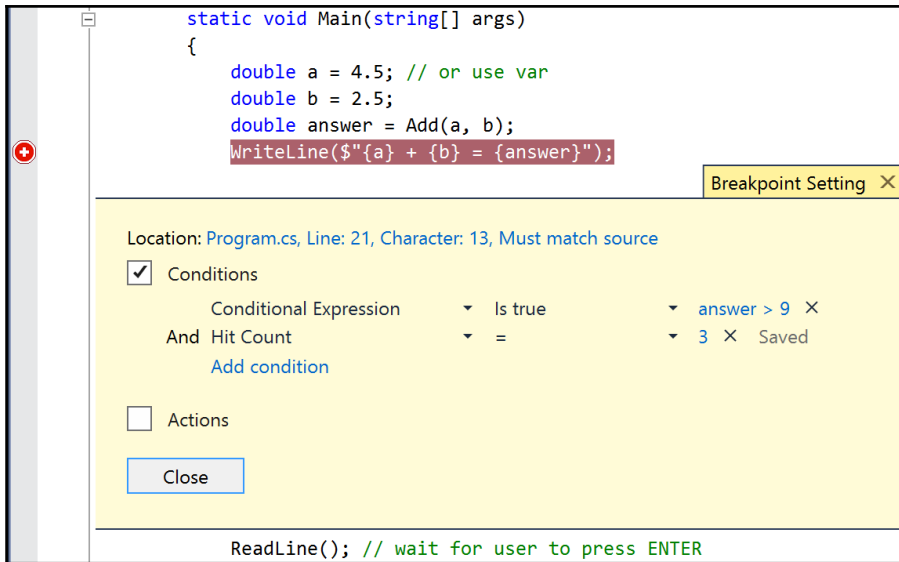 static void Main(string[] args)
{
double a = 4.5; // or use var
double b = 2.5;
double answer = Add(a, b);
WriteLine($"{a} + {b} = {answer}");
Breakpoint Setting ×
Location: Program.cs, Line: 21, Character: 13, Must match source
Conditions
Conditional Expression Is true answer > 9 ×
And Hit Count = 3 × Saved
Add condition
Actions
Close
ReadLine(); // wait for user to press ENTER